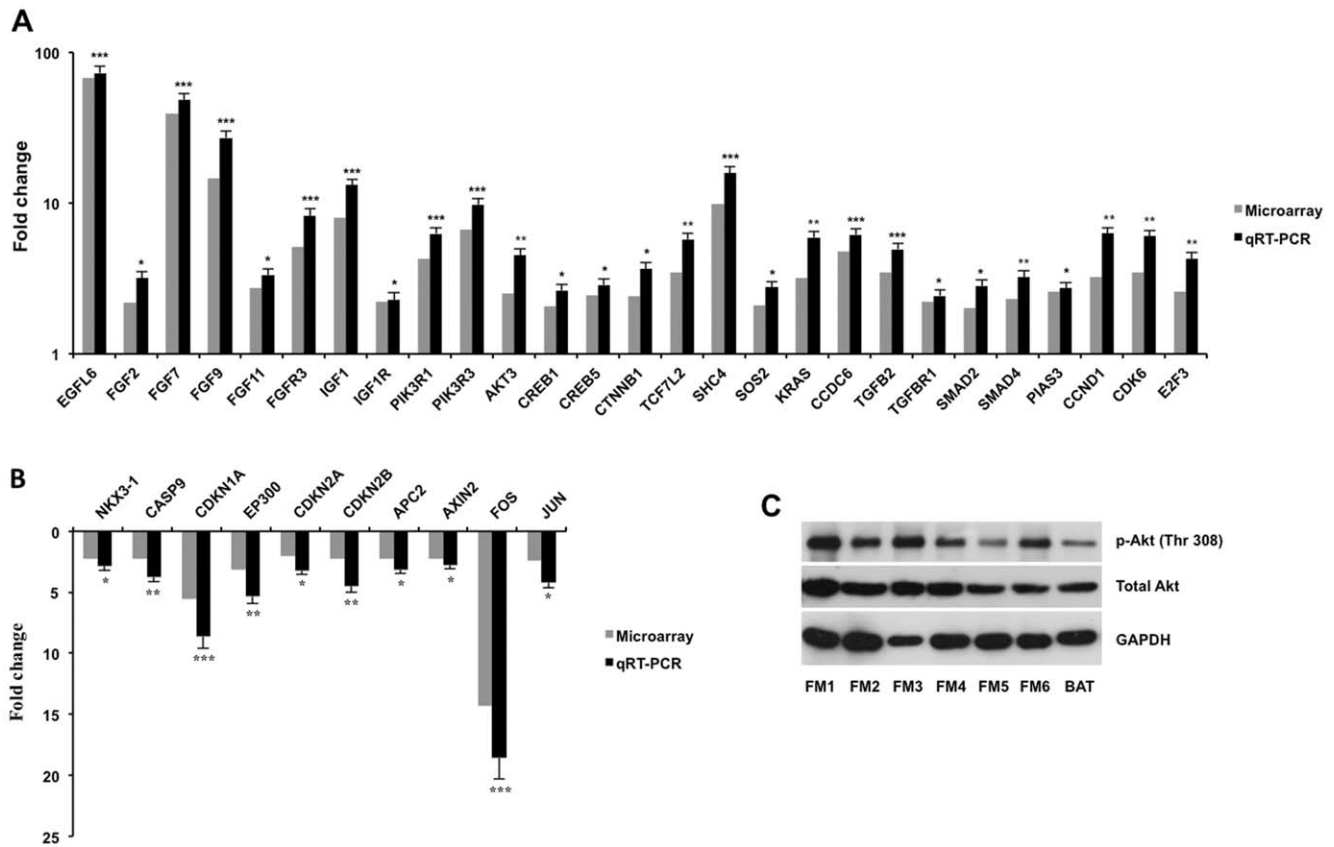 A
Fold change
100
10
1
***
*
***
***
*
***
***
*
***
***
**
*
*
*
**
***
*
**
***
***
*
*
**
*
**
**
**
EGFL6
FGF2
FGF7
FGF9
FGF11
FGFR3
IGF1
IGF1R
PIK3R1
PIK3R3
AKT3
CREB1
CREB5
CTNNB1
TCF7L2
SHC4
SOS2
KRAS
CCDC6
TGFB2
TGFBR1
SMAD2
SMAD4
PIAS3
CCND1
CDK6
E2F3
Microarray
qRT-PCR
B
NKX3-1
CASP9
CDKN1A
EP300
CDKN2A
CDKN2B
APC2
AXIN2
FOS
JUN
Fold change
0
5
10
15
20
25
*
**
***
**
*
**
*
*
***
*
Microarray
qRT-PCR
C
p-Akt (Thr 308)
Total Akt
GAPDH
FM1 FM2 FM3 FM4 FM5 FM6 BAT